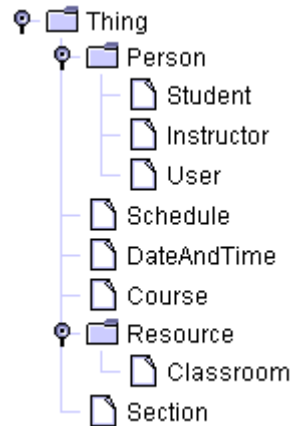 Thing
Person
Student
Instructor
User
Schedule
DateAndTime
Course
Resource
Classroom
Section